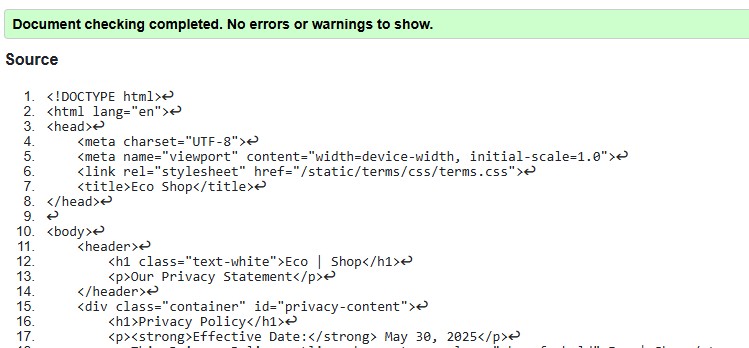 Document checking completed. No errors or warnings to show.
Source
1. <!DOCTYPE html>↩
2. <html lang="en">↩
3. <head>↩
4.     <meta charset="UTF-8">↩
5.     <meta name="viewport" content="width=device-width, initial-scale=1.0">↩
6.     <link rel="stylesheet" href="/static/terms/css/terms.css">↩
7.     <title>Eco Shop</title>↩
8. </head>↩
9. ↩
10. <body>↩
11.     <header>↩
12.         <h1 class="text-white">Eco | Shop</h1>↩
13.         <p>Our Privacy Statement</p>↩
14.     </header>↩
15.     <div class="container" id="privacy-content">↩
16.         <h1>Privacy Policy</h1>↩
17.         <p><strong>Effective Date:</strong> May 30, 2025</p>↩